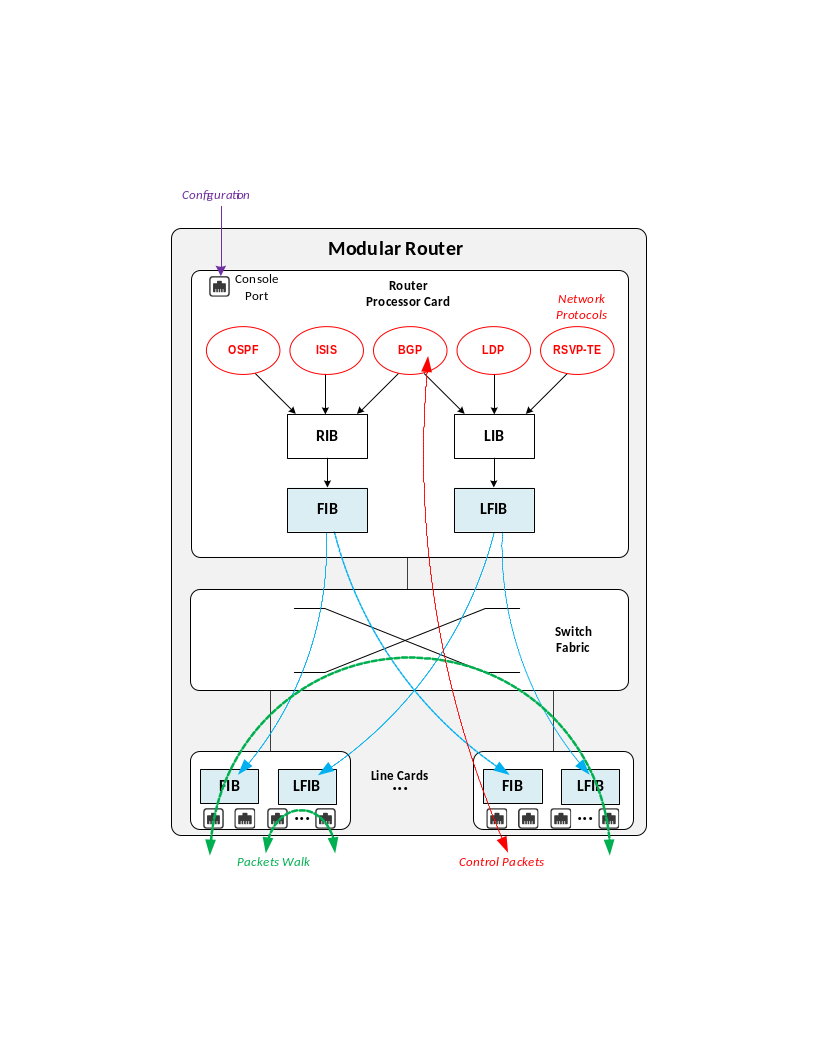 Configuration
Modular Router
Console
Port
Router
Processor Card
Network
Protocols
OSPF
ISIS
BGP
LDP
RSVP-TE
RIB
LIB
FIB
LFIB
Switch
Fabric
Line Cards
...
FIB
LFIB
FIB
LFIB
...
...
Packets Walk
Control Packets